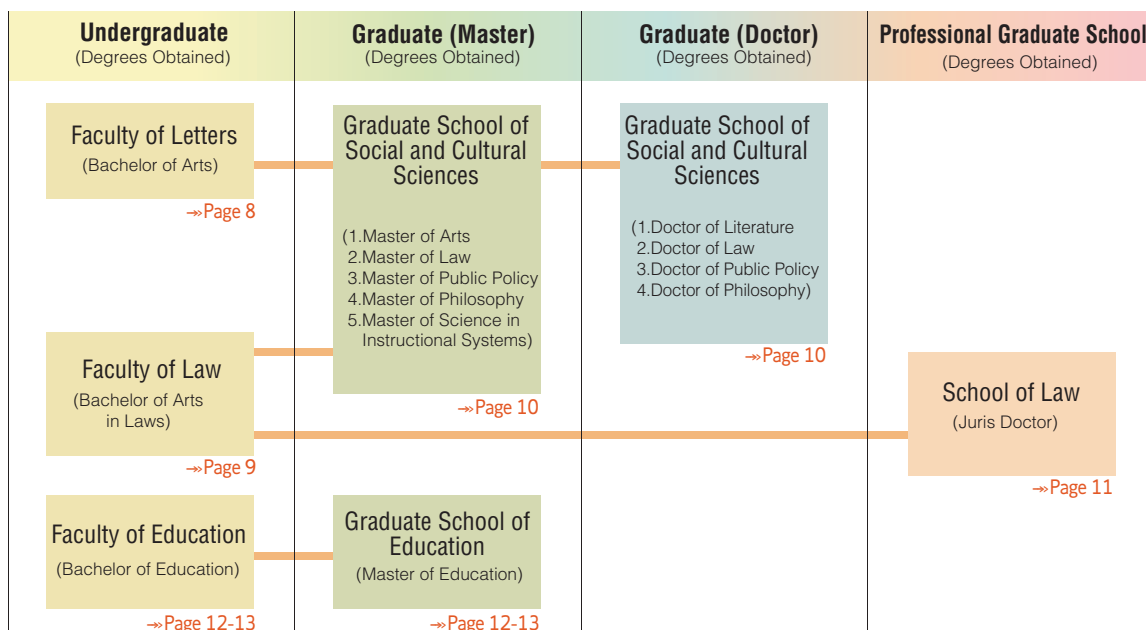 Undergraduate
(Degrees Obtained)
Graduate (Master)
(Degrees Obtained)
Graduate (Doctor)
(Degrees Obtained)
Professional Graduate School
(Degrees Obtained)
Faculty of Letters
(Bachelor of Arts)
→Page 8
Graduate School of
Social and Cultural
Sciences
(1.Master of Arts
2.Master of Law
3.Master of Public Policy
4.Master of Philosophy
5.Master of Science in
Instructional Systems)
→Page 10
Graduate School of
Social and Cultural
Sciences
(1.Doctor of Literature
2.Doctor of Law
3.Doctor of Public Policy
4.Doctor of Philosophy)
→Page 10
Faculty of Law
(Bachelor of Arts
in Laws)
→Page 9
School of Law
(Juris Doctor)
→Page 11
Faculty of Education
(Bachelor of Education)
→Page 12-13
Graduate School of
Education
(Master of Education)
→Page 12-13